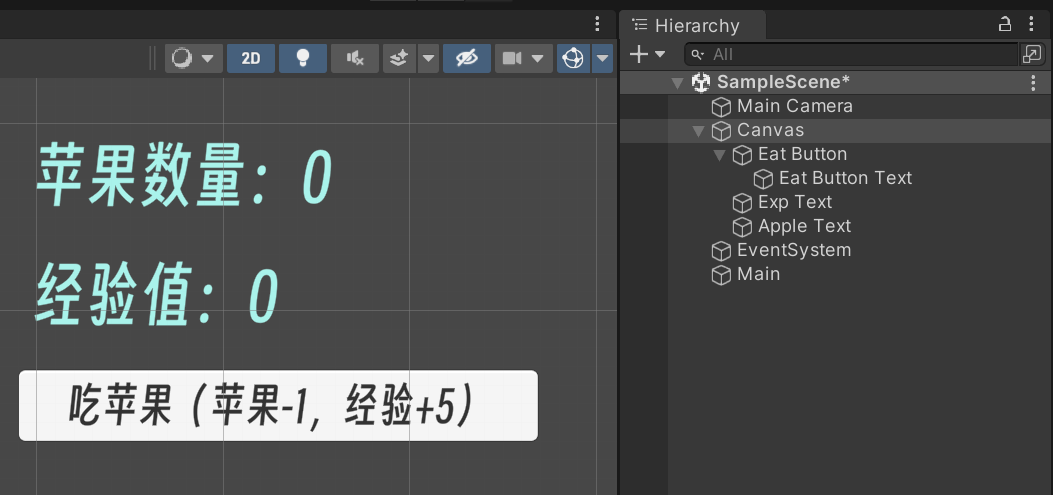 Hierarchy
2D
All
SampleScene*
Main Camera
Canvas
Eat Button
Eat Button Text
Exp Text
Apple Text
EventSystem
Main
苹果数量：0
经验值：0
吃苹果（苹果-1，经验+5）